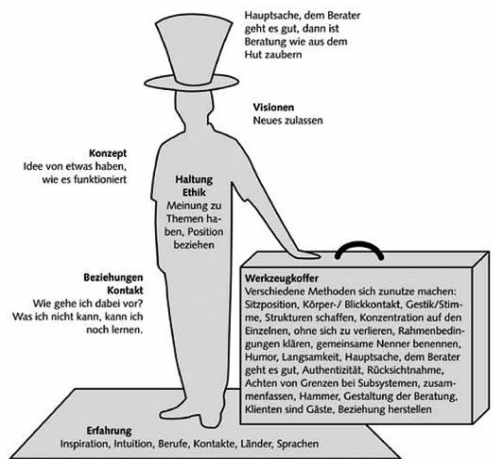 Hauptsache, dem Berater
geht es gut, dann ist
Beratung wie aus dem
Hut zaubern
Visionen
Neues zulassen
Konzept
Idee von etwas haben,
wie es funktioniert
Haltung
Ethik
Meinung zu
Themen ha-
ben, Position
beziehen
Beziehungen
Kontakt
Wie gehe ich dabei vor?
Was ich nicht kann, kann ich
noch lernen.
Werkzeugkoffer
Verschiedene Methoden sich zunutze machen:
Sitzposition, Körper-/ Blickkontakt, Gestik/Stim-
me, Strukturen schaffen, Konzentration auf den
Einzelnen, ohne sich zu verlieren, Rahmenbedin-
gungen klären, gemeinsame Nenner benennen,
Humor, Langsamkeit, Hauptsache, dem Berater
geht es gut, Authentizität, Rücksichtnahme,
Achten von Grenzen bei Subsystemen, zusam-
menfassen, Hammer, Gestaltung der Beratung,
Klienten sind Gäste, Beziehung herstellen
Erfahrung
Inspiration, Intuition, Berufe, Kontakte, Länder, Sprachen